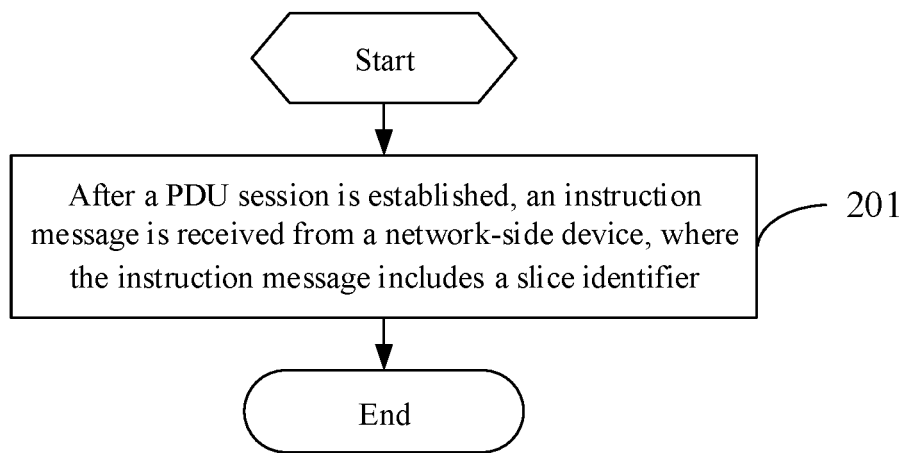 Start
After a PDU session is established, an instruction
message is received from a network-side device, where
the instruction message includes a slice identifier
201
End